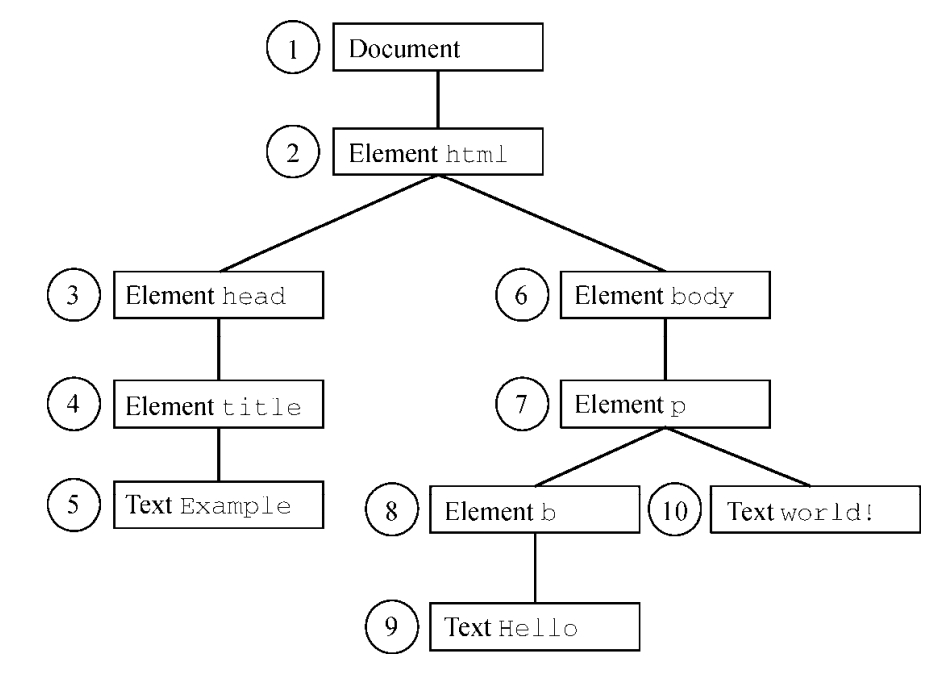 1 Document
2 Element html
3 Element head
6 Element body
4 Element title
7 Element p
5 Text Example
8 Element b
10 Text world!
9 Text Hello